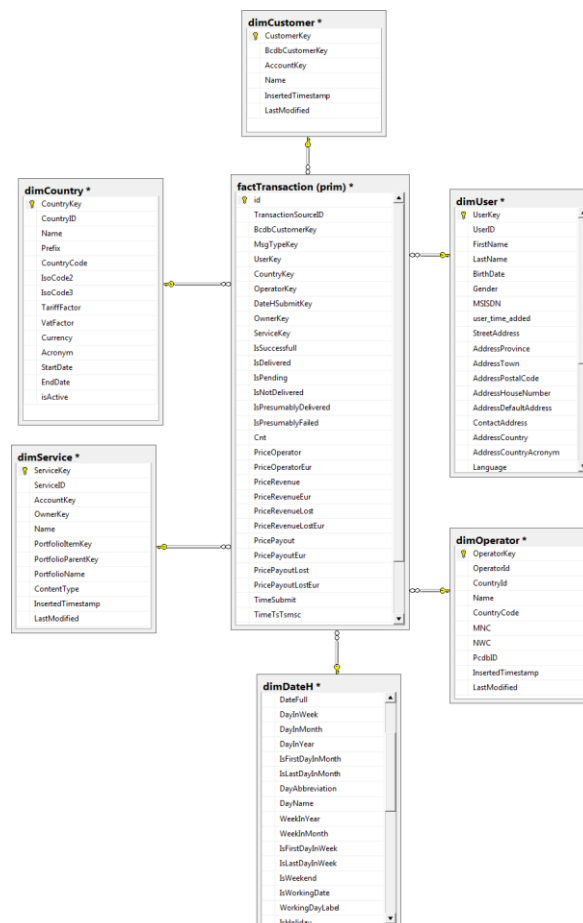 dimCustomer *
CustomerKey
BcdbCustomerKey
AccountKey
Name
InsertedTimestamp
LastModified
dimCountry *
CountryKey
CountryID
Name
Prefix
CountryCode
IsoCode2
IsoCode3
TariffFactor
VatFactor
Currency
Acronym
StartDate
EndDate
isActive
factTransaction (prim) *
id
TransactionSourceID
BcdbCustomerKey
MsgTypeKey
UserKey
CountryKey
OperatorKey
DateHSubmitKey
OwnerKey
ServiceKey
IsSuccessfull
IsDelivered
IsPending
IsNotDelivered
IsPresumablyDelivered
IsPresumablyFailed
Cnt
PriceOperator
PriceOperatorEur
PriceRevenue
PriceRevenueEur
PriceRevenueLost
PriceRevenueLostEur
PricePayout
PricePayoutEur
PricePayoutLost
PricePayoutLostEur
TimeSubmit
TimeTsTsmsc
dimUser *
UserKey
UserID
FirstName
LastName
BirthDate
Gender
MSISDN
user_time_added
StreetAddress
AddressProvince
AddressTown
AddressPostalCode
AddressHouseNumber
AddressDefaultAddress
ContactAddress
AddressCountry
AddressCountryAcronym
Language
dimService *
ServiceKey
ServiceID
AccountKey
OwnerKey
Name
PortfolioItemKey
PortfolioParentKey
PortfolioName
ContentType
InsertedTimestamp
LastModified
dimOperator *
OperatorKey
OperatorId
CountryId
Name
CountryCode
MNC
NWC
PcdbID
InsertedTimestamp
LastModified
dimDateH *
DateFull
DayInWeek
DayInMonth
DayInYear
IsFirstDayInMonth
IsLastDayInMonth
DayAbbreviation
DayName
WeekInYear
WeekInMonth
IsFirstDayInWeek
IsLastDayInWeek
IsWeekend
IsWorkingDate
WorkingDayLabel
IsHoliday